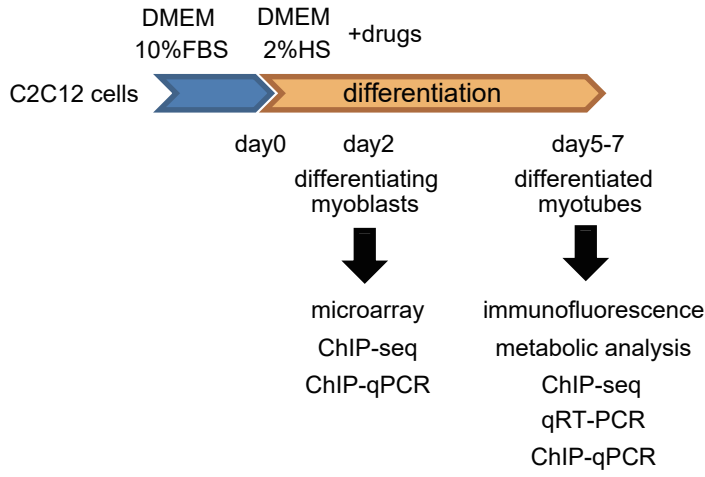 DMEM
10%FBS
DMEM
2%HS
+drugs
C2C12 cells
differentiation
day0
day2
day5-7
differentiating
myoblasts
differentiated
myotubes
microarray
ChIP-seq
ChIP-qPCR
immunofluorescence
metabolic analysis
ChIP-seq
qRT-PCR
ChIP-qPCR